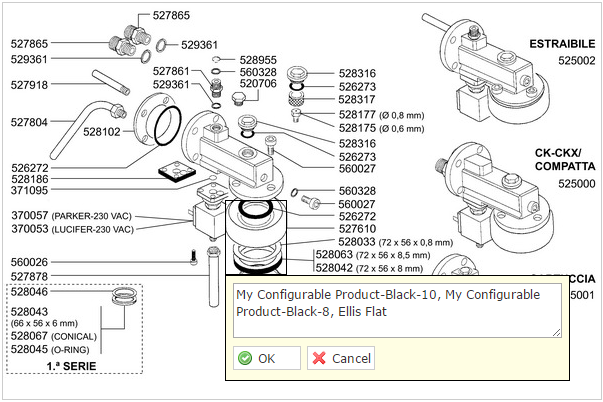 527865
527865
529361
529361
527918
527804
528102
526272
528186
371095
370057 (PARKER-230 VAC)
370053 (LUCIFER-230 VAC)
560026
527878
528046
528043
(66 x 56 x 6 mm)
528067 (CONICAL)
528045 (O-RING)
1.ª SERIE
528955
527861
560328
529361
520706
528316
526273
528317
528177 (Ø 0,8 mm)
528175 (Ø 0,6 mm)
528316
526273
560027
560328
560027
526272
527610
528033 (72 x 56 x 0,8 mm)
528063 (72 x 56 x 8,5 mm)
528042 (72 x 56 x 8 mm)
ESTRAIBILE
525002
CK-CKX/
COMPATTA
525000
5001
My Configurable Product-Black-10, My Configurable
Product-Black-8, Ellis Flat
OK
Cancel